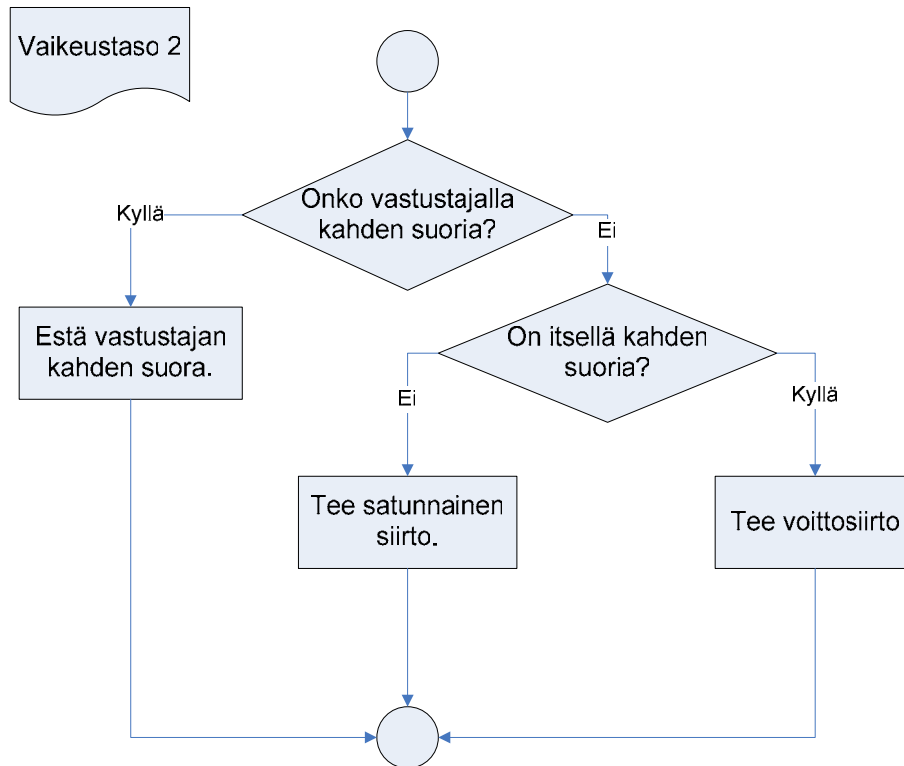 Vaikeustaso 2
Onko vastustajalla
kahden suoria?
Kyllä
Ei
Estä vastustajan
kahden suora.
On itsellä kahden
suoria?
Ei
Kyllä
Tee satunnainen
siirto.
Tee voittosiirto